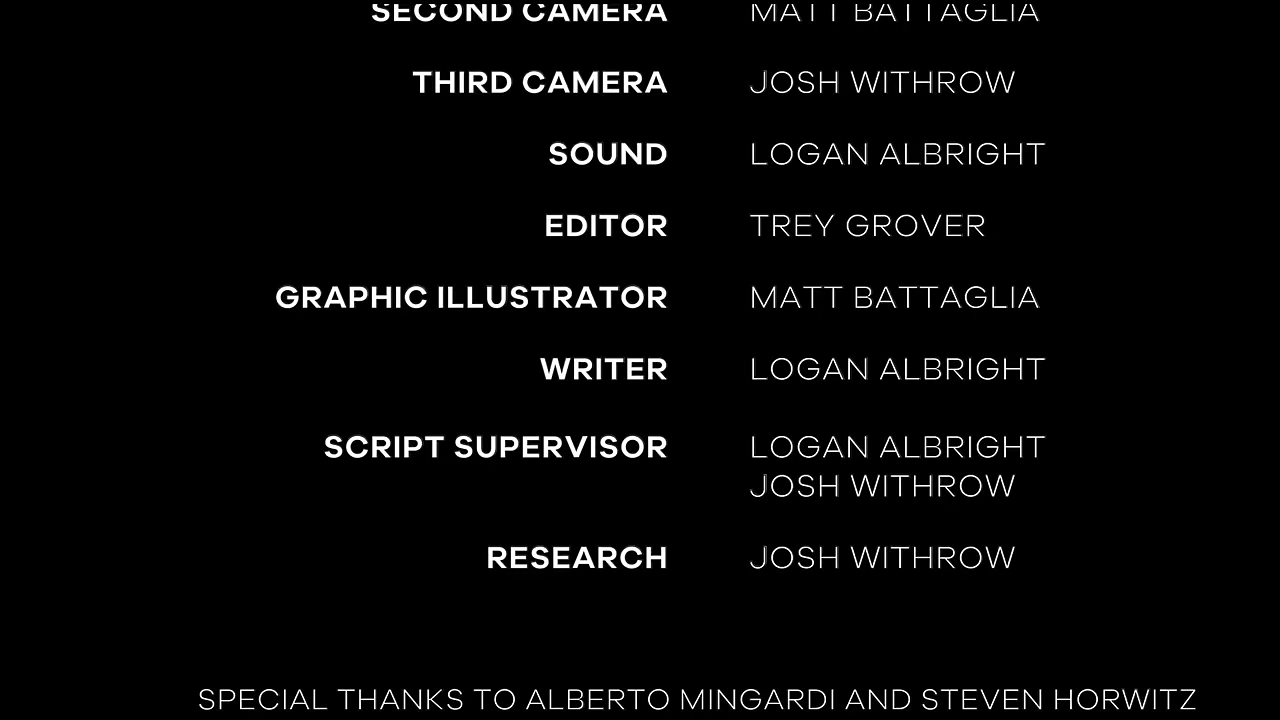 SECOND CAMERA MATT BATTAGLIA
THIRD CAMERA JOSH WITHROW
SOUND LOGAN ALBRIGHT
EDITOR TREY GROVER
GRAPHIC ILLUSTRATOR MATT BATTAGLIA
WRITER LOGAN ALBRIGHT
SCRIPT SUPERVISOR LOGAN ALBRIGHT
JOSH WITHROW
RESEARCH JOSH WITHROW
SPECIAL THANKS TO ALBERTO MINGARDI AND STEVEN HORWITZ